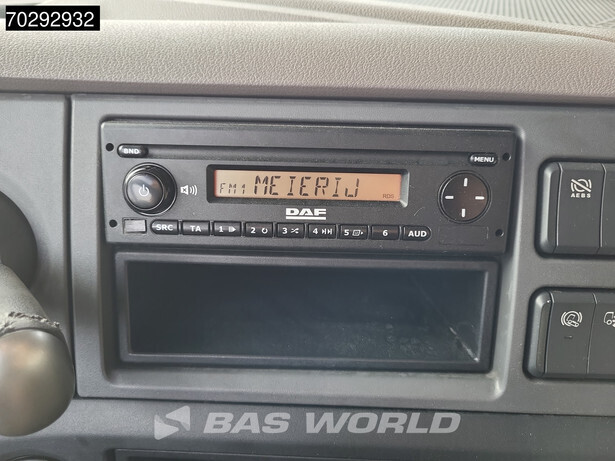 70292932
BND
MENU
FM1 MEIERIJ
RDS
DAF
SRC TA 1 2 3 4 5 6 AUD
AEBS
BAS WORLD